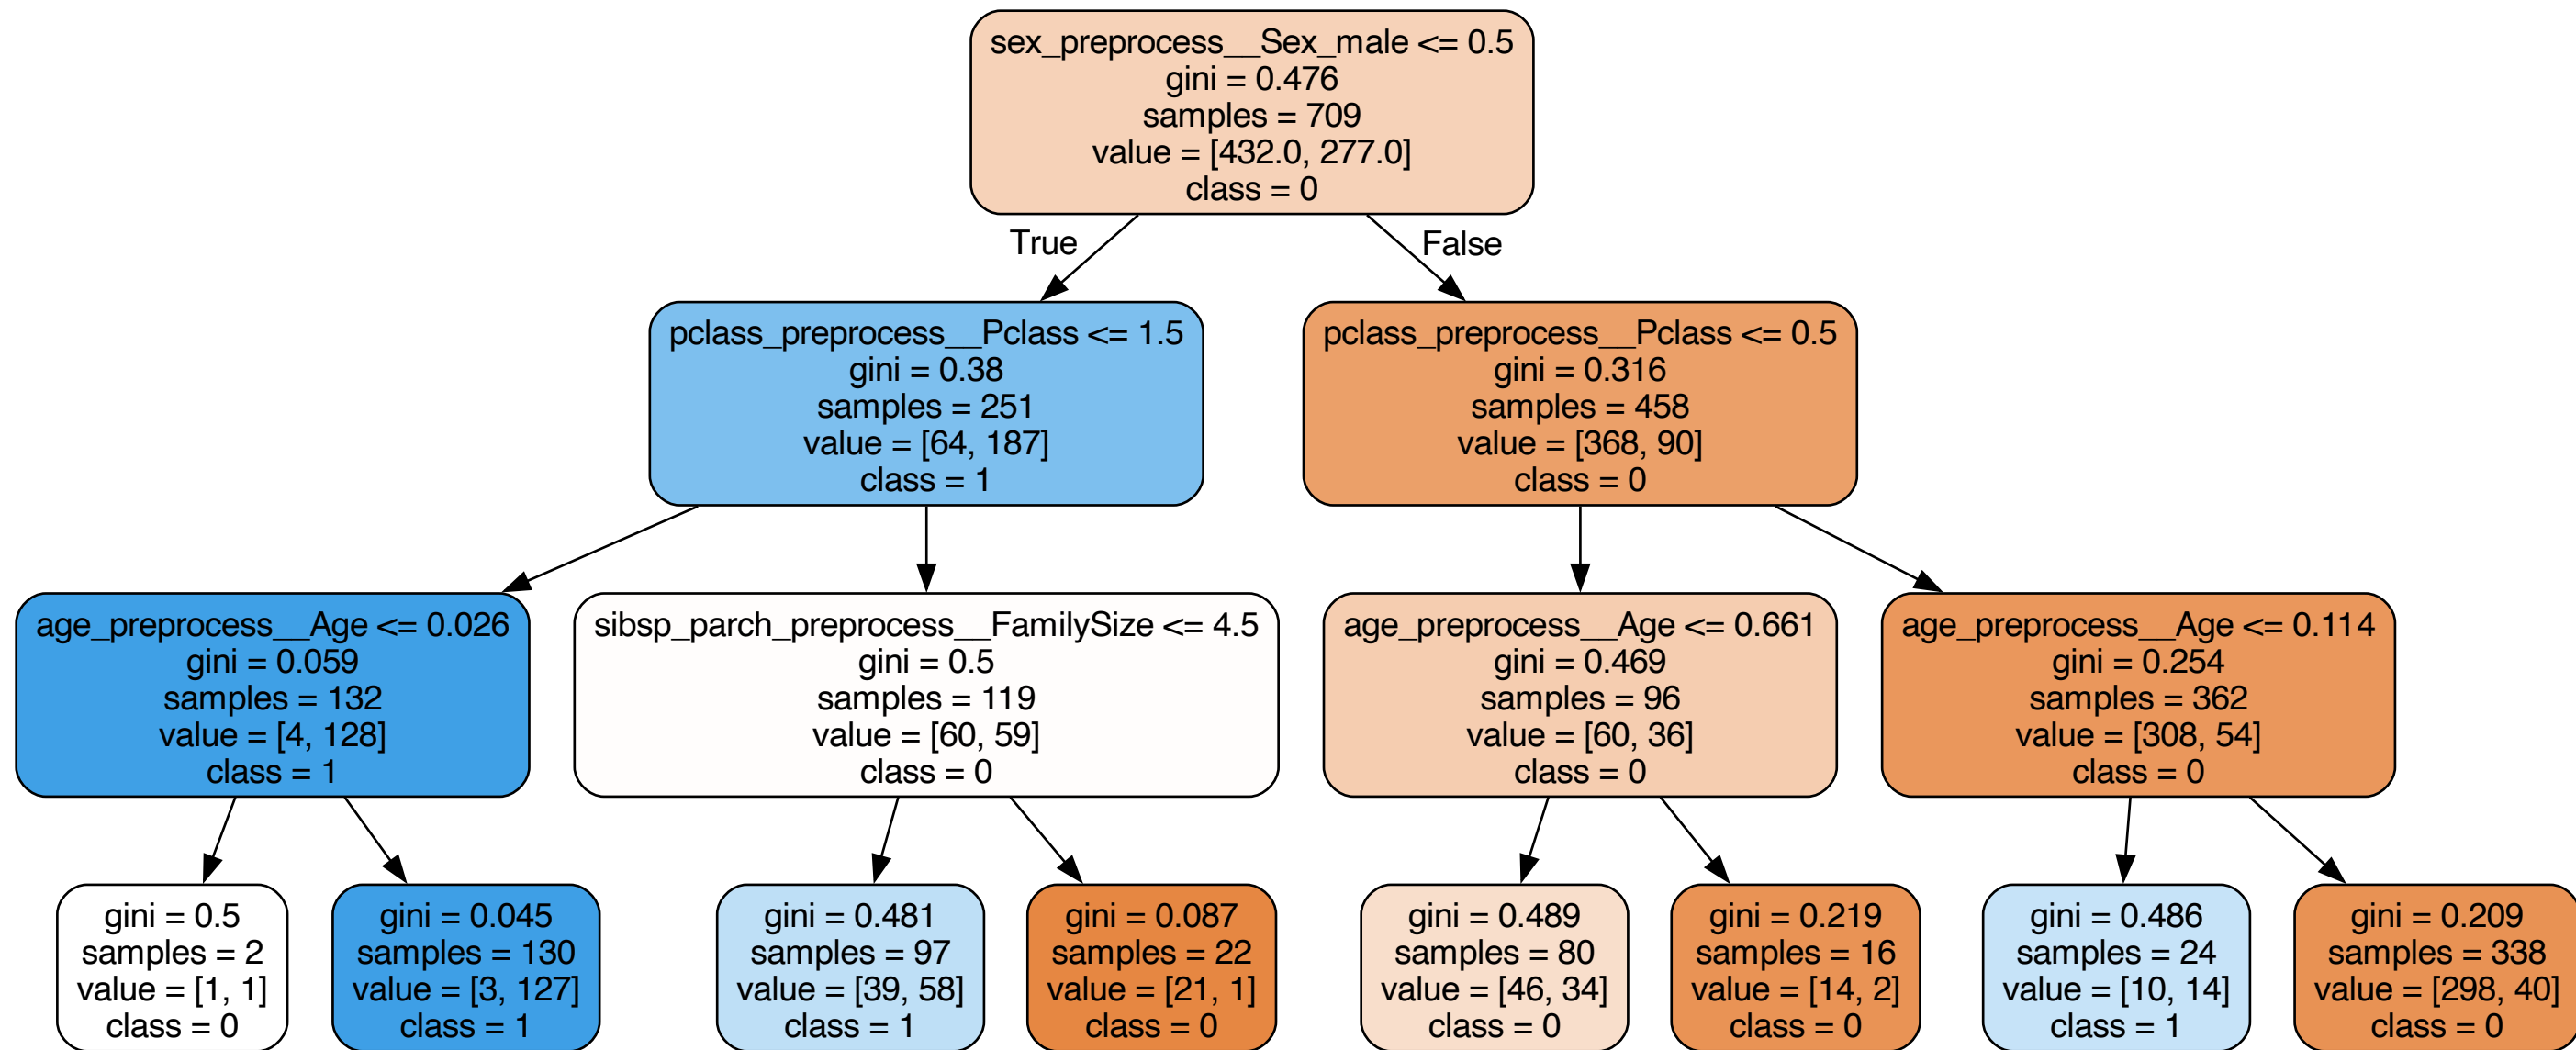 sex_preprocess__Sex_male <= 0.5
gini = 0.476
samples = 709
value = [432.0, 277.0]
class = 0
True
False
pclass_preprocess__Pclass <= 1.5
gini = 0.38
samples = 251
value = [64, 187]
class = 1
pclass_preprocess__Pclass <= 0.5
gini = 0.316
samples = 458
value = [368, 90]
class = 0
age_preprocess__Age <= 0.026
gini = 0.059
samples = 132
value = [4, 128]
class = 1
sibsp_parch_preprocess__FamilySize <= 4.5
gini = 0.5
samples = 119
value = [60, 59]
class = 0
age_preprocess__Age <= 0.661
gini = 0.469
samples = 96
value = [60, 36]
class = 0
age_preprocess__Age <= 0.114
gini = 0.254
samples = 362
value = [308, 54]
class = 0
gini = 0.5
samples = 2
value = [1, 1]
class = 0
gini = 0.045
samples = 130
value = [3, 127]
class = 1
gini = 0.481
samples = 97
value = [39, 58]
class = 1
gini = 0.087
samples = 22
value = [21, 1]
class = 0
gini = 0.489
samples = 80
value = [46, 34]
class = 0
gini = 0.219
samples = 16
value = [14, 2]
class = 0
gini = 0.486
samples = 24
value = [10, 14]
class = 1
gini = 0.209
samples = 338
value = [298, 40]
class = 0